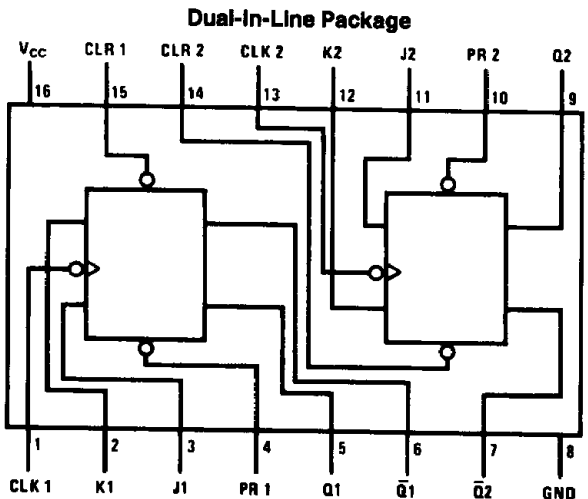 Dual-In-Line Package
VCC CLR 1 CLR 2 CLK 2 K2 J2 PR 2 Q2
16 15 14 13 12 11 10 9
1 2 3 4 5 6 7 8
CLK 1 K1 J1 PR 1 Q1 Q̅1 Q̅2 GND